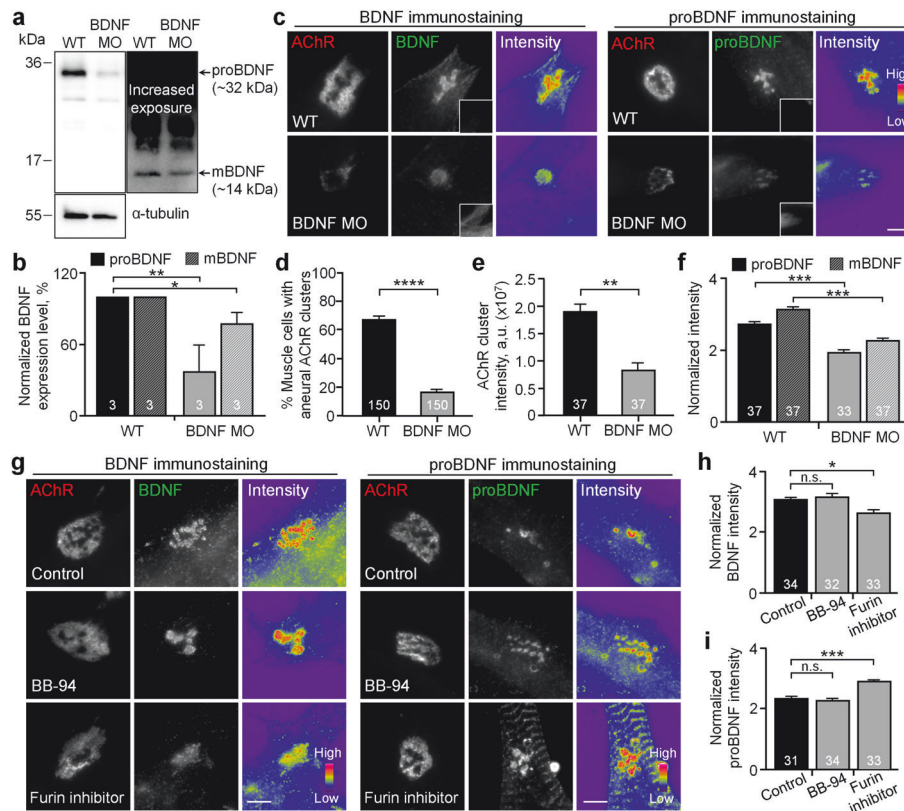 a
kDa
WT
BDNF
MO
WT
BDNF
MO
36
proBDNF
(~32 kDa)
Increased
exposure
17
mBDNF
(~14 kDa)
55
α-tubulin
b
proBDNF
mBDNF
Normalized BDNF
expression level, %
100
60
0
**
*
3
3
3
3
WT
BDNF MO
c
BDNF immunostaining
proBDNF immunostaining
AChR
BDNF
Intensity
AChR
proBDNF
Intensity
WT
WT
High
Low
BDNF MO
BDNF MO
d
% Muscle cells with
aneural AChR clusters
100
80
60
40
20
0
****
150
150
WT
BDNF MO
e
AChR cluster
intensity, a,u. (x10⁷)
2.5
2.0
1.5
1.0
0.5
0
**
37
37
WT
BDNF MO
f
proBDNF
mBDNF
Normalized intensity
4
2
0
***
***
37
37
33
37
WT
BDNF MO
g
BDNF immunostaining
proBDNF immunostaining
AChR
BDNF
Intensity
AChR
proBDNF
Intensity
Control
Control
BB-94
BB-94
Furin inhibitor
High
Low
Furin inhibitor
High
Low
h
Normalized
BDNF intensity
4
2
0
*
n.s.
34
32
33
Control
BB-94
Furin
inhibitor
i
Normalized
proBDNF intensity
4
2
0
***
n.s.
31
34
33
Control
BB-94
Furin
inhibitor